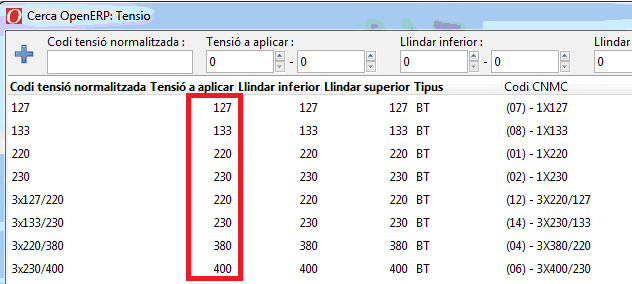 Cerca OpenERP: Tensio
Codi tensió normalitzada : Tensió a aplicar : Llindar inferior : Llindar
0 - 0 0 - 0 0
Codi tensió normalitzada Tensió a aplicar Llindar inferior Llindar superior Tipus Codi CNMC
127 127 127 127 BT (07) - 1X127
133 133 133 133 BT (08) - 1X133
220 220 220 220 BT (01) - 1X220
230 230 230 230 BT (02) - 1X230
3x127/220 220 220 220 BT (12) - 3X220/127
3x133/230 230 230 230 BT (14) - 3X230/133
3x220/380 380 380 380 BT (04) - 3X380/220
3x230/400 400 400 400 BT (06) - 3X400/230